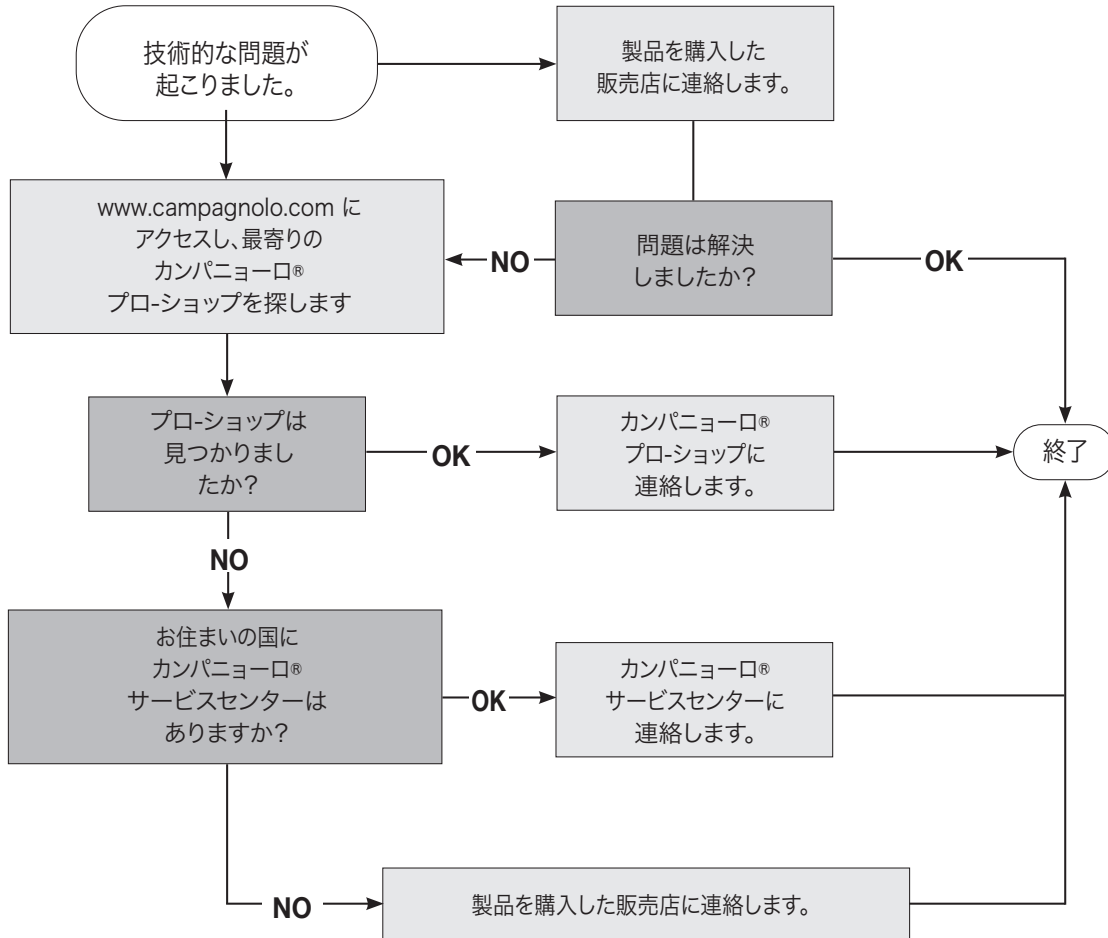 技術的な問題が
起こりました。
製品を購入した
販売店に連絡します。
www.campagnolo.com に
アクセスし、最寄りの
カンパニョーロ®
プロ-ショップを探します
NO
問題は解決
しましたか?
OK
プロ-ショップは
見つかりまし
たか?
OK
カンパニョーロ®
プロ-ショップに
連絡します。
終了
NO
お住まいの国に
カンパニョーロ®
サービスセンターは
ありますか?
OK
カンパニョーロ®
サービスセンターに
連絡します。
NO
製品を購入した販売店に連絡します。